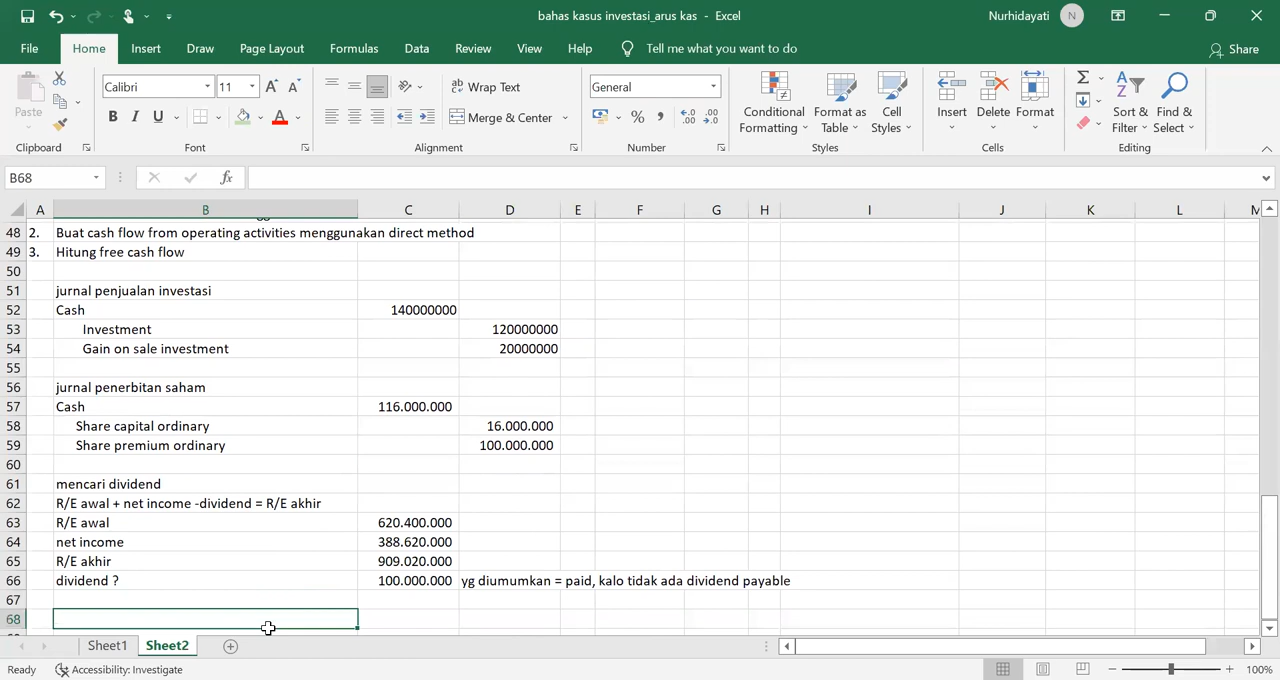 bahas kasus investasi_arus kas - Excel
Nurhidayati N
File Home Insert Draw Page Layout Formulas Data Review View Help Tell me what you want to do Share
Paste
Clipboard
Calibri 11
B I U
Font
Wrap Text
Merge & Center
Alignment
General
Number
Conditional Formatting
Format as Table
Cell Styles
Styles
Insert Delete Format
Cells
Sort & Filter
Find & Select
Editing
B68 fx
A B C D E F G H I J K L M
48 2. Buat cash flow from operating activities menggunakan direct method
49 3. Hitung free cash flow
50
51 jurnal penjualan investasi
52 Cash 140000000
53 Investment 120000000
54 Gain on sale investment 20000000
55
56 jurnal penerbitan saham
57 Cash 116.000.000
58 Share capital ordinary 16.000.000
59 Share premium ordinary 100.000.000
60
61 mencari dividend
62 R/E awal + net income -dividend = R/E akhir
63 R/E awal 620.400.000
64 net income 388.620.000
65 R/E akhir 909.020.000
66 dividend ? 100.000.000 yg diumumkan = paid, kalo tidak ada dividend payable
67
68
Sheet1 Sheet2
Ready Accessibility: Investigate 100%